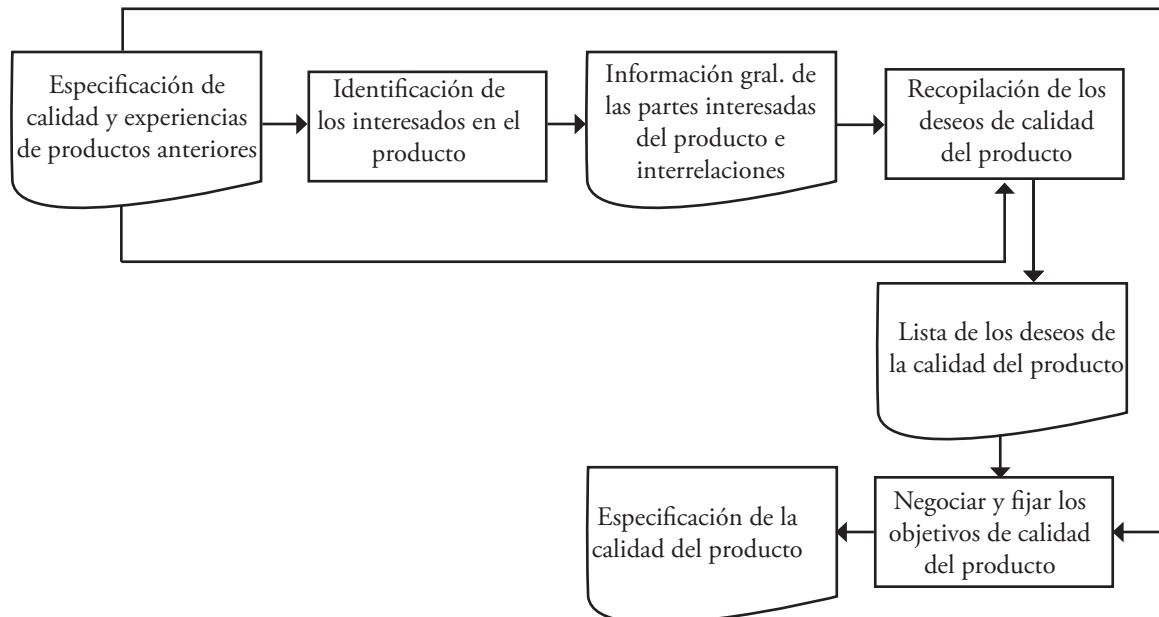 Especificación de
calidad y experiencias
de productos anteriores
Identificación de
los interesados en el
producto
Información gral. de
las partes interesadas
del producto e
interrelaciones
Recopilación de los
deseos de calidad
del producto
Lista de los deseos de
la calidad del producto
Negociar y fijar los
objetivos de calidad
del producto
Especificación de la
calidad del producto